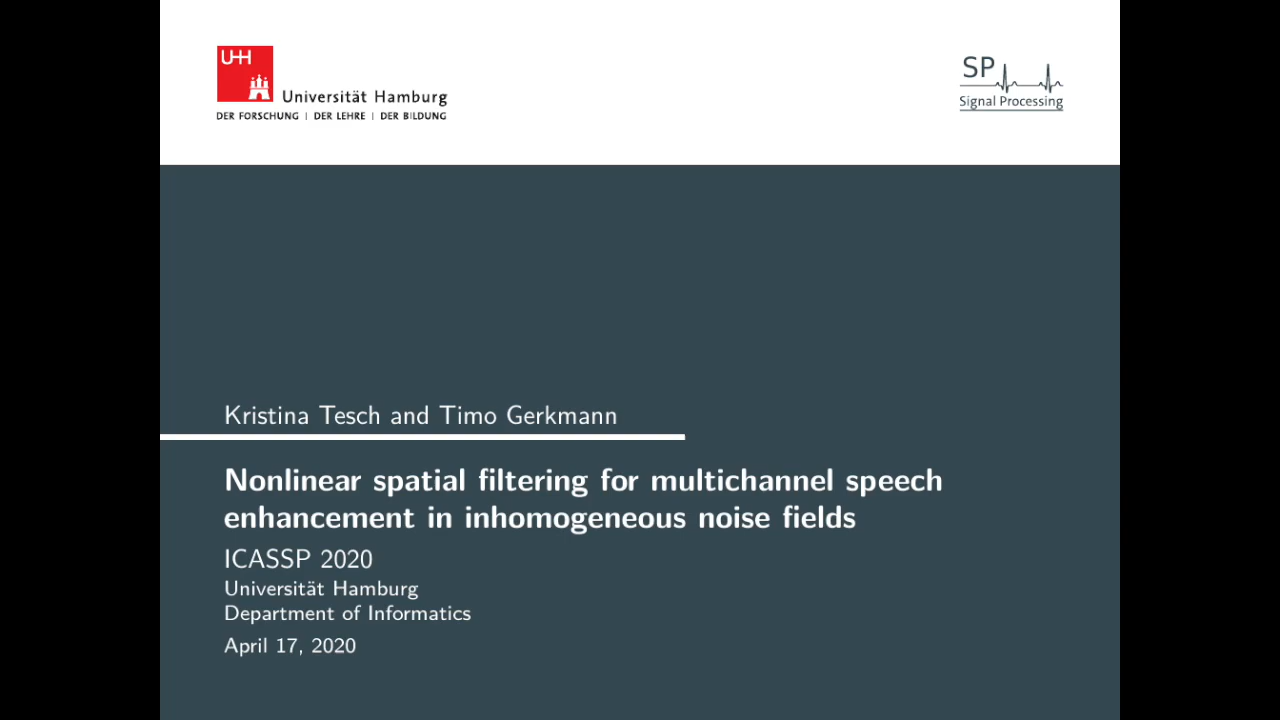 UHH
Universität Hamburg
DER FORSCHUNG | DER LEHRE | DER BILDUNG
SP
Signal Processing
Kristina Tesch and Timo Gerkmann
Nonlinear spatial filtering for multichannel speech
enhancement in inhomogeneous noise fields
ICASSP 2020
Universität Hamburg
Department of Informatics
April 17, 2020